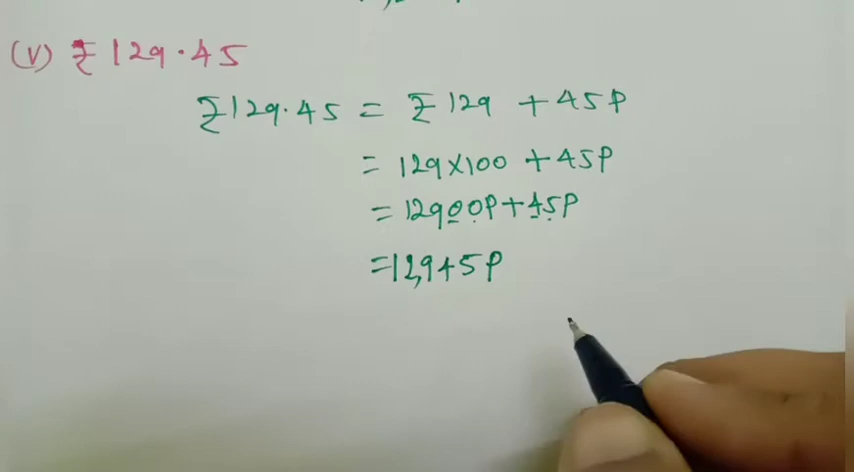 (V) ₹129.45
₹129.45 = ₹129 + 45P
= 129×100 + 45P
= 12900P+45P
=12,945P